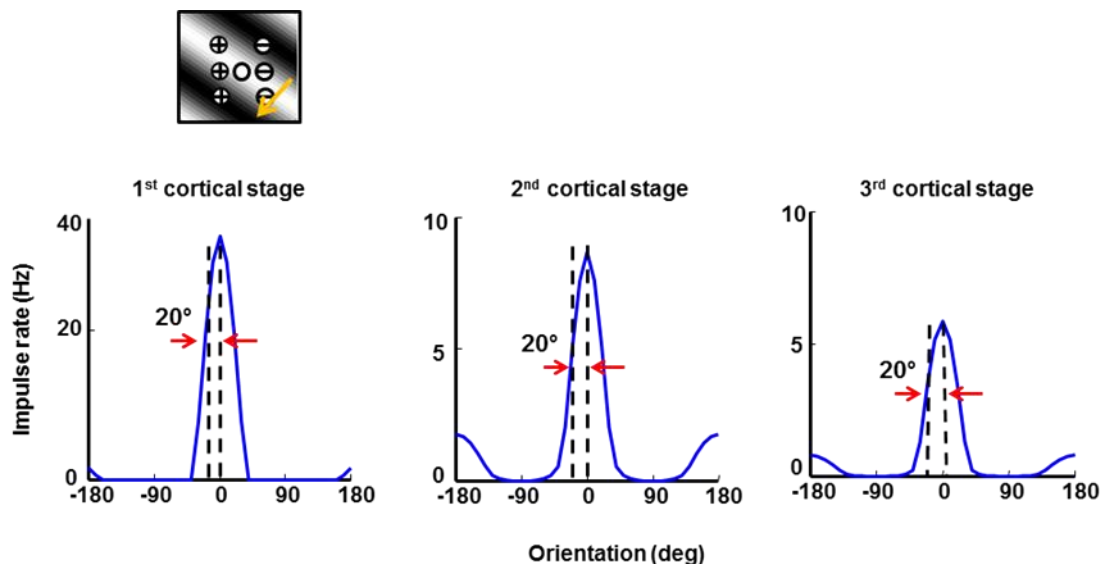 1st cortical stage
2nd cortical stage
3rd cortical stage
Impulse rate (Hz)
40
20
0
20°
-180 -90 0 90 180
10
5
0
20°
-180 -90 0 90 180
10
5
0
20°
-180 -90 0 90 180
Orientation (deg)